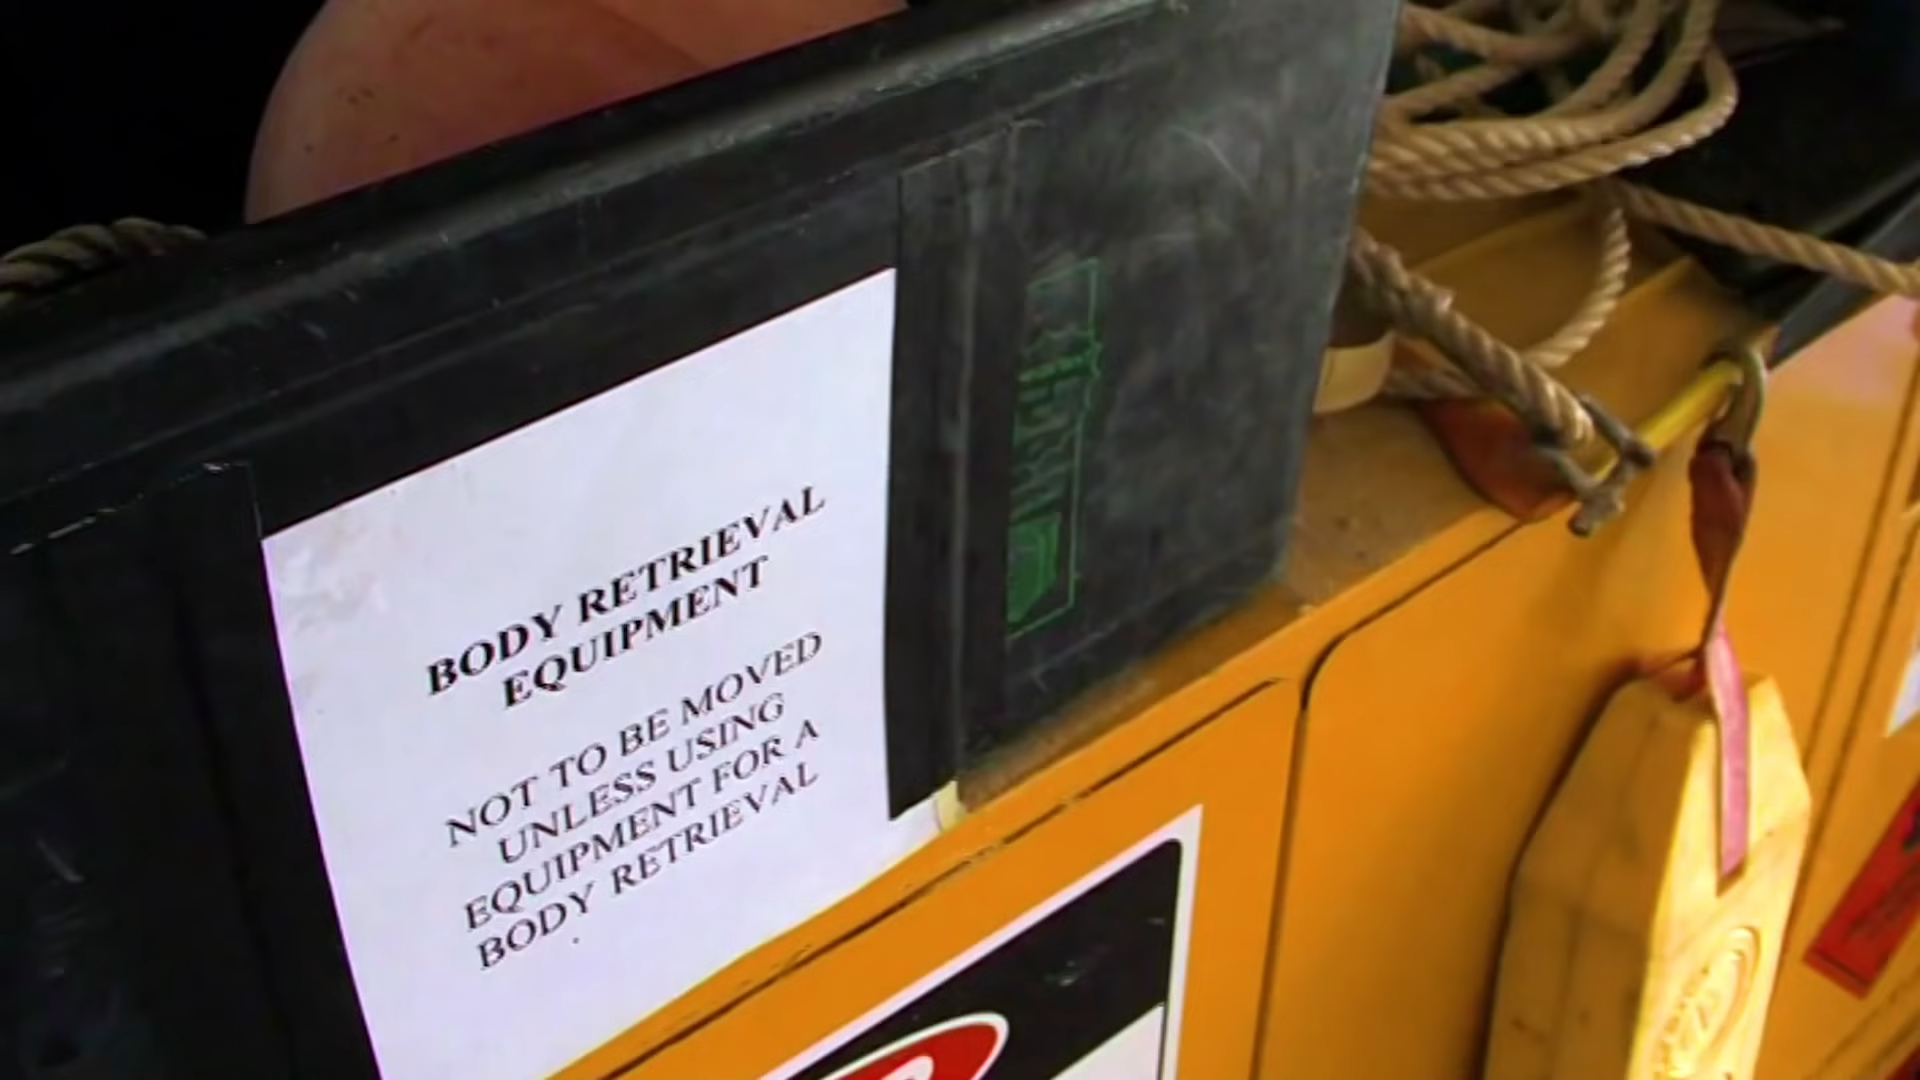 BODY RETRIEVAL
EQUIPMENT
NOT TO BE MOVED
UNLESS USING
EQUIPMENT FOR A
BODY RETRIEVAL